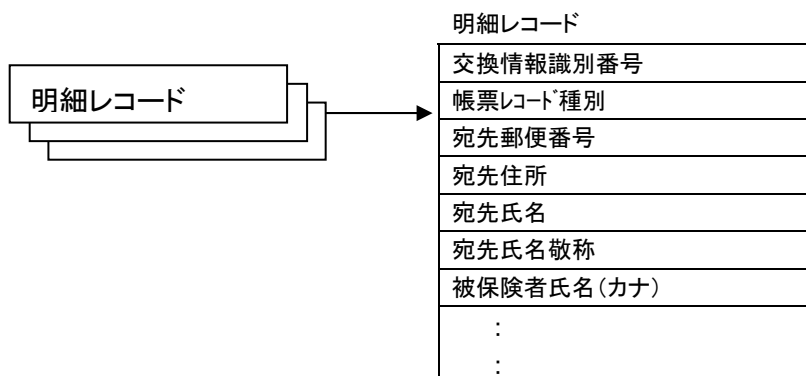 明細レコード
明細レコード
交換情報識別番号
帳票ﾚｺｰﾄﾞ種別
宛先郵便番号
宛先住所
宛先氏名
宛先氏名敬称
被保険者氏名(カナ)
:
: